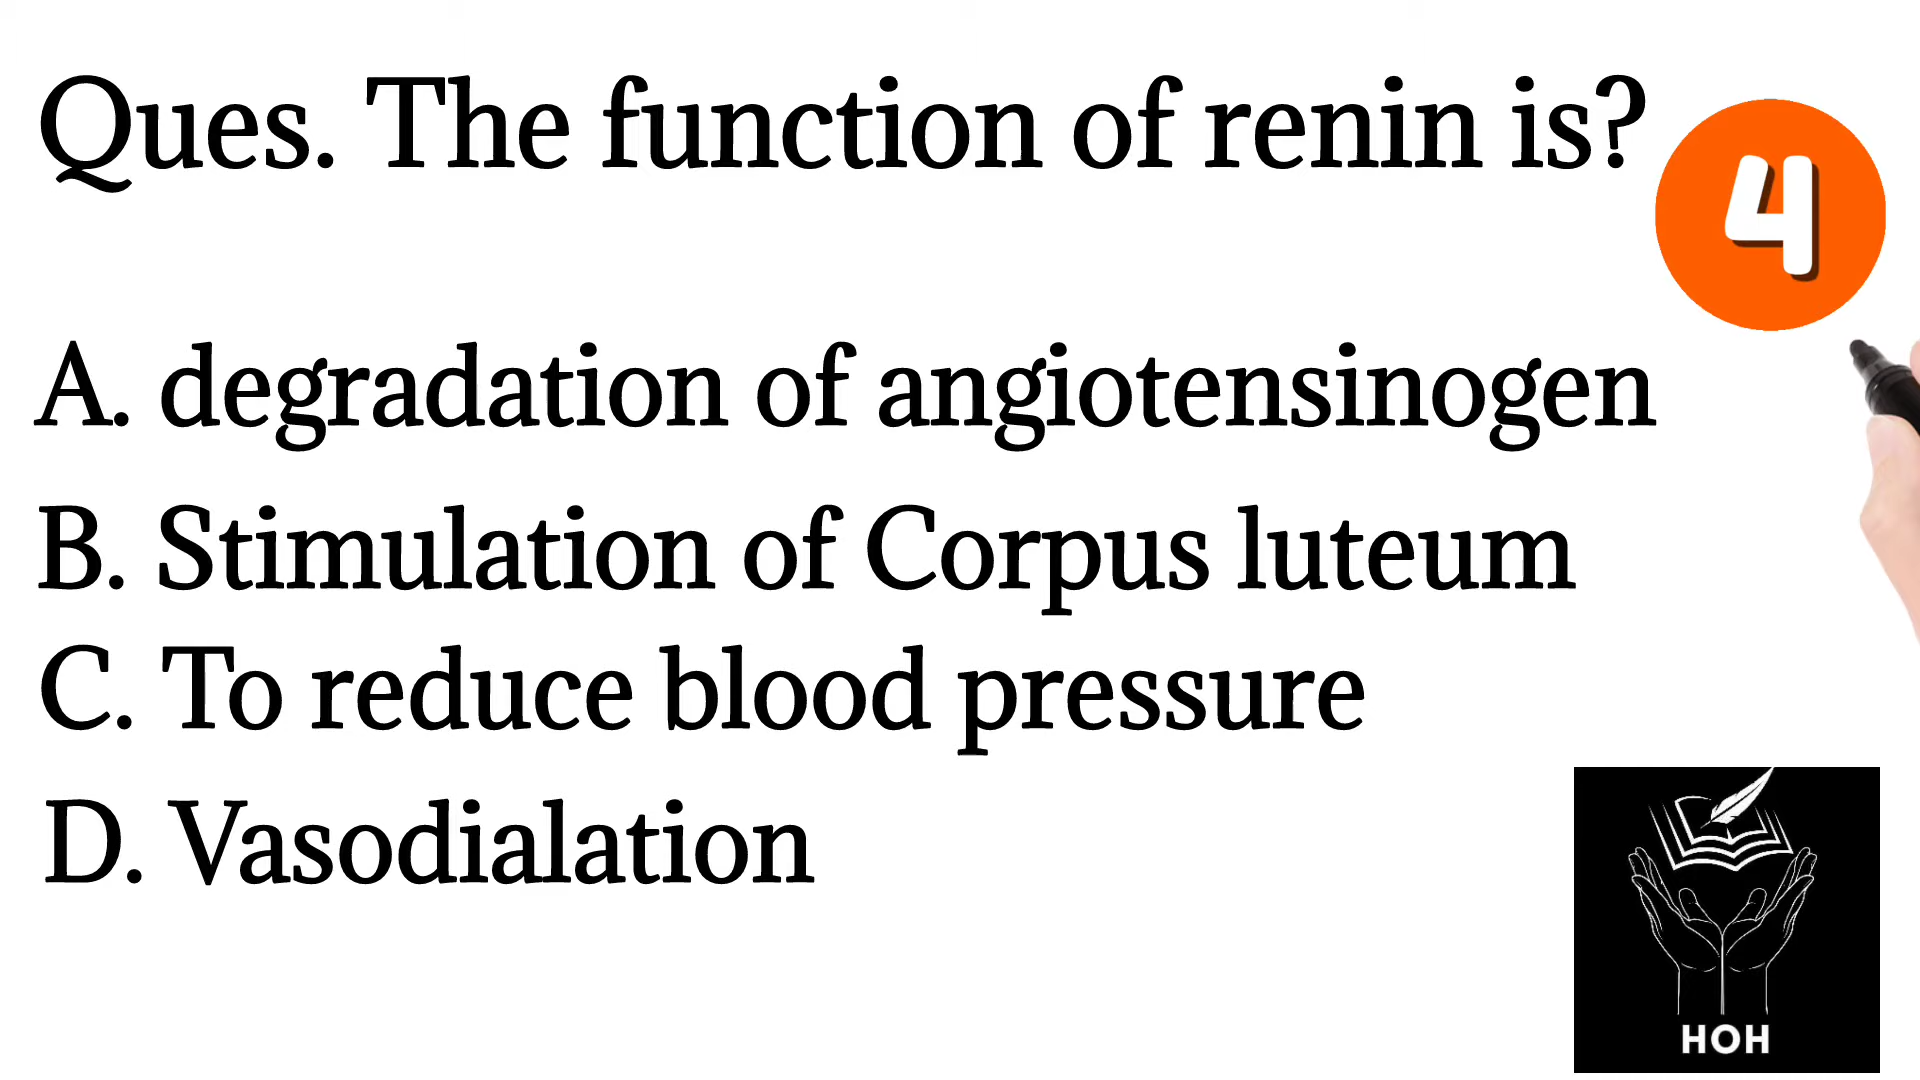 Ques. The function of renin is?
4
A. degradation of angiotensinogen
B. Stimulation of Corpus luteum
C. To reduce blood pressure
D. Vasodialation
HOH